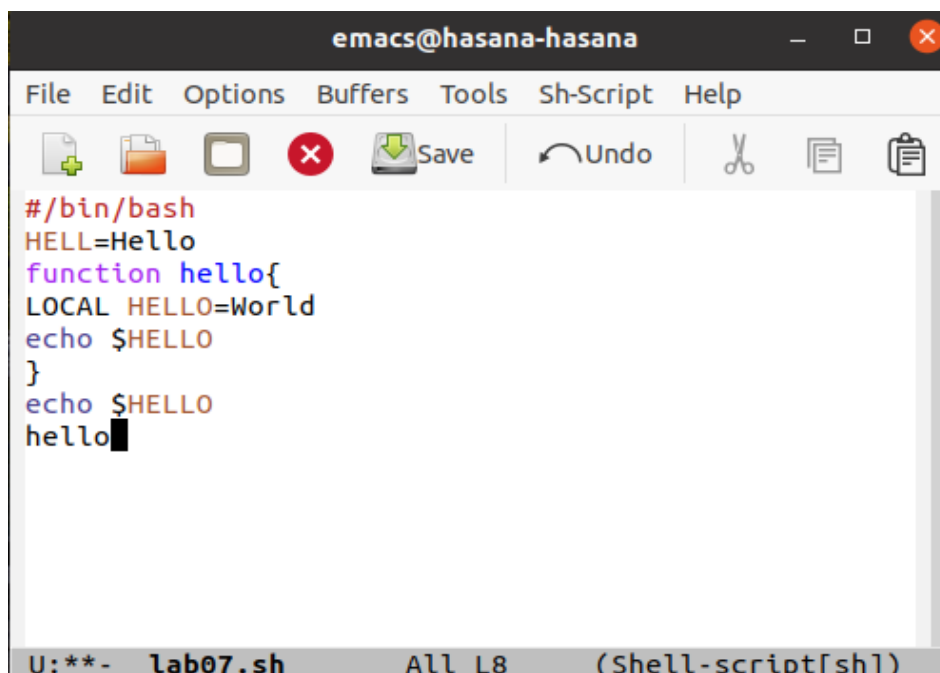 emacs@hasana-hasana
File Edit Options Buffers Tools Sh-Script Help
Save Undo
#/bin/bash
HELL=Hello
function hello{
LOCAL HELLO=World
echo $HELLO
}
echo $HELLO
hello
U:**- lab07.sh All L8 (Shell-script[sh])